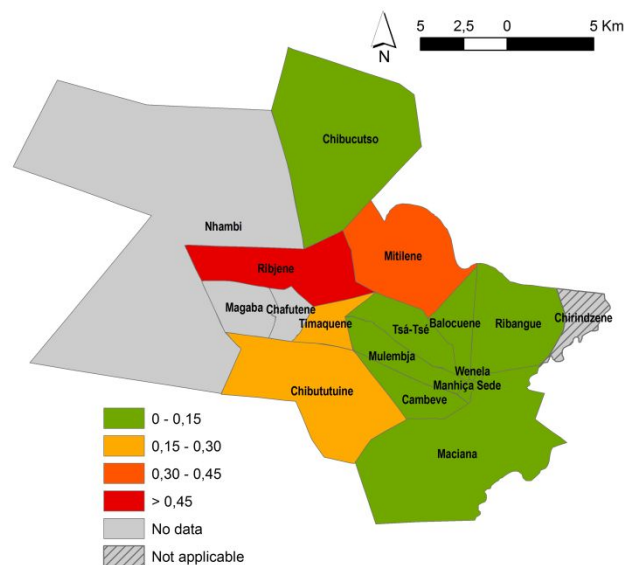 5 2,5 0 5 Km
N
Chibucutso
Nhambi
Mitilene
Ribjene
Magaba
Chafutene
Timaquene
Tsá-Tsé
Balocuene
Ribangue
Chirindzene
Mulembja
Wenela
Manhiça Sede
Cambeve
Chibututuine
Maciana
0 - 0,15
0,15 - 0,30
0,30 - 0,45
> 0,45
No data
Not applicable